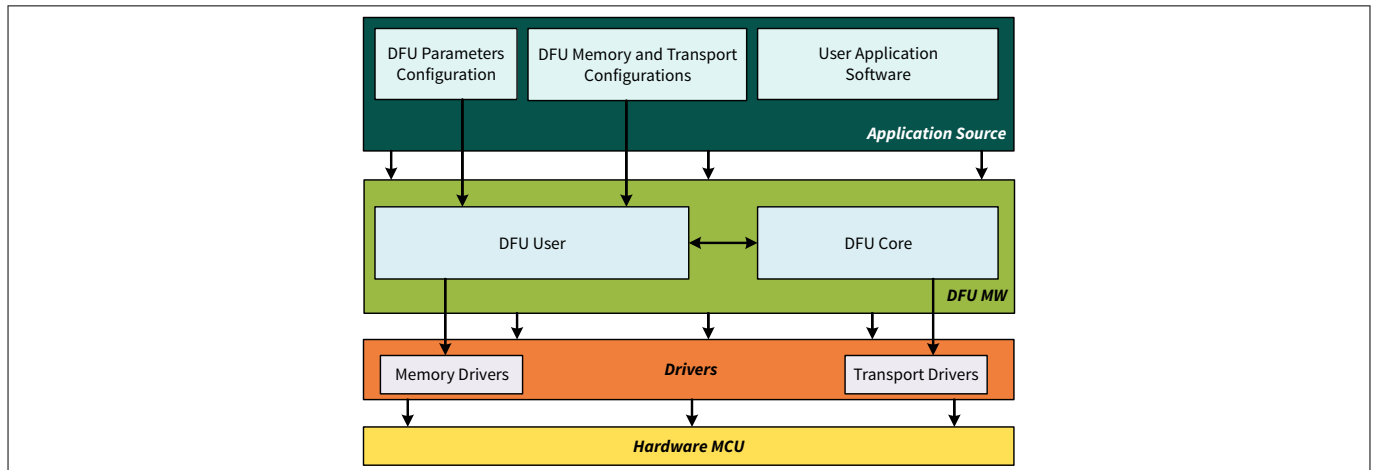 DFU Parameters
Configuration
DFU Memory and Transport
Configurations
User Application
Software
Application Source
DFU User
DFU Core
DFU MW
Memory Drivers
Drivers
Transport Drivers
Hardware MCU